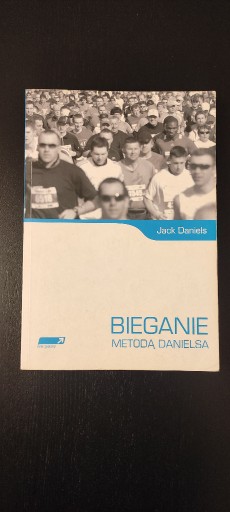 Jack Daniels
BIEGANIE
METODĄ DANIELSA